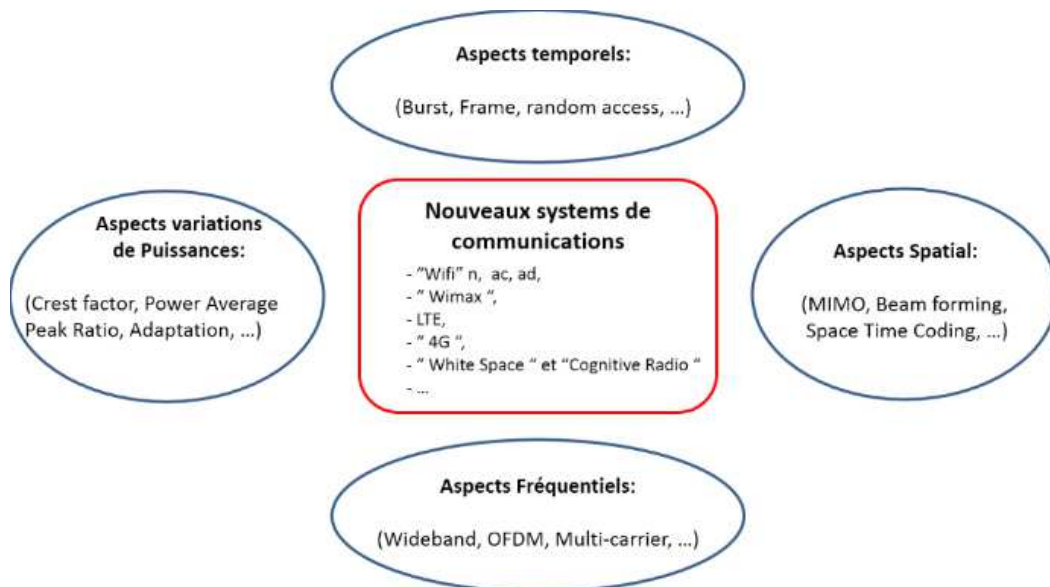 Aspects temporels:
(Burst, Frame, random access, ...)
Aspects variations
de Puissances:
(Crest factor, Power Average
Peak Ratio, Adaptation, ...)
Nouveaux systems de
communications
- "Wifi" n, ac, ad,
- " Wimax ",
- LTE,
- " 4G ",
- " White Space " et "Cognitive Radio "
- ...
Aspects Spatial:
(MIMO, Beam forming,
Space Time Coding, ...)
Aspects Fréquentiels:
(Wideband, OFDM, Multi-carrier, ...)